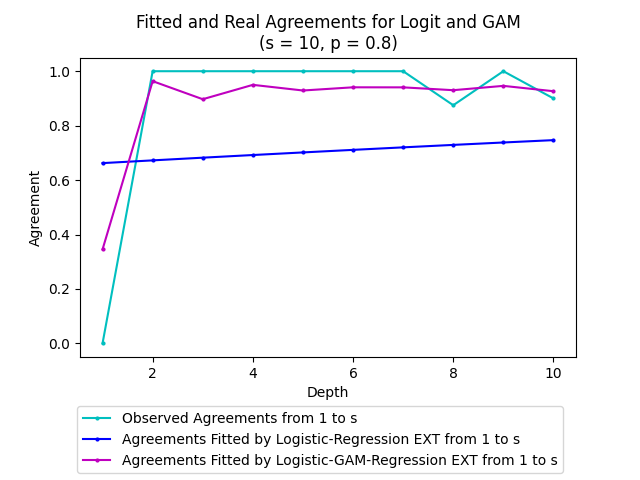 Fitted and Real Agreements for Logit and GAM
(s = 10, p = 0.8)
1.0
0.8
0.6
0.4
0.2
0.0
Agreement
2
4
6
8
10
Depth
Observed Agreements from 1 to s
Agreements Fitted by Logistic-Regression EXT from 1 to s
Agreements Fitted by Logistic-GAM-Regression EXT from 1 to s